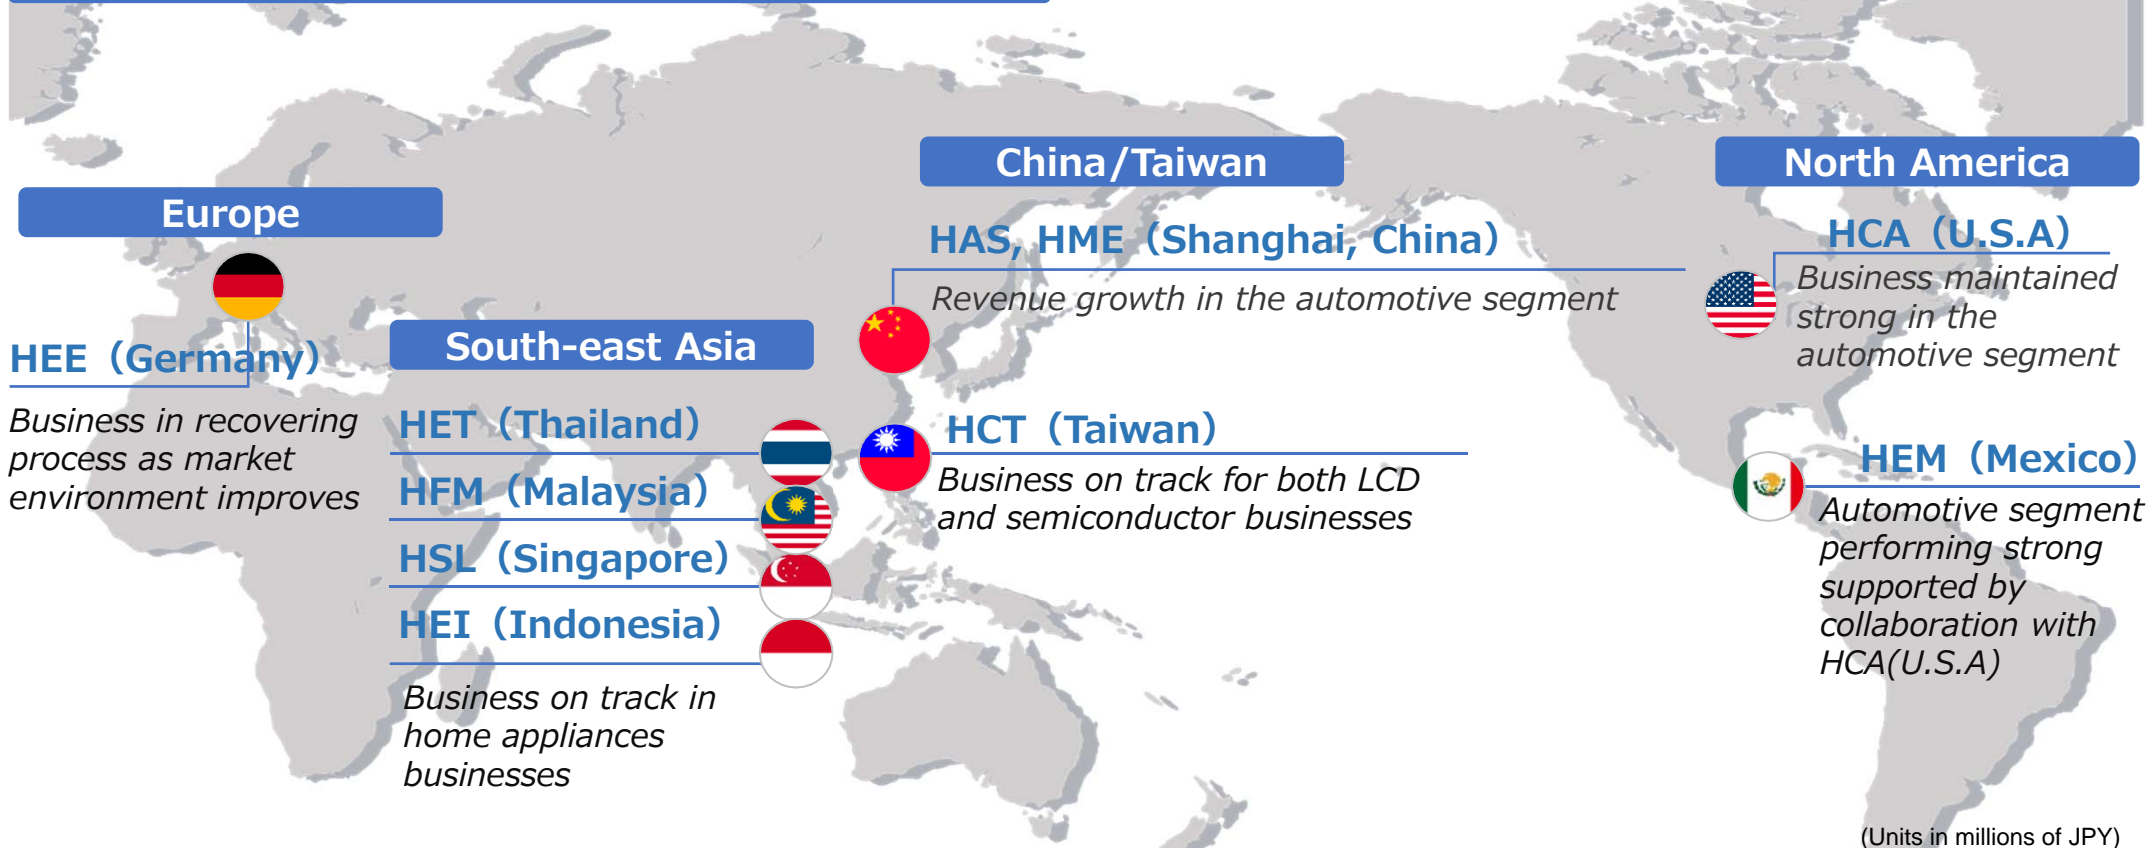 Europe
HEE（Germany）
Business in recovering
process as market
environment improves
South-east Asia
HET（Thailand）
HFM（Malaysia）
HSL（Singapore）
HEI（Indonesia）
Business on track in
home appliances
businesses
China/Taiwan
HAS, HME（Shanghai, China）
Revenue growth in the automotive segment
HCT（Taiwan）
Business on track for both LCD
and semiconductor businesses
North America
HCA（U.S.A）
Business maintained
strong in the
automotive segment
HEM（Mexico）
Automotive segment
performing strong
supported by
collaboration with
HCA(U.S.A)
(Units in millions of JPY)